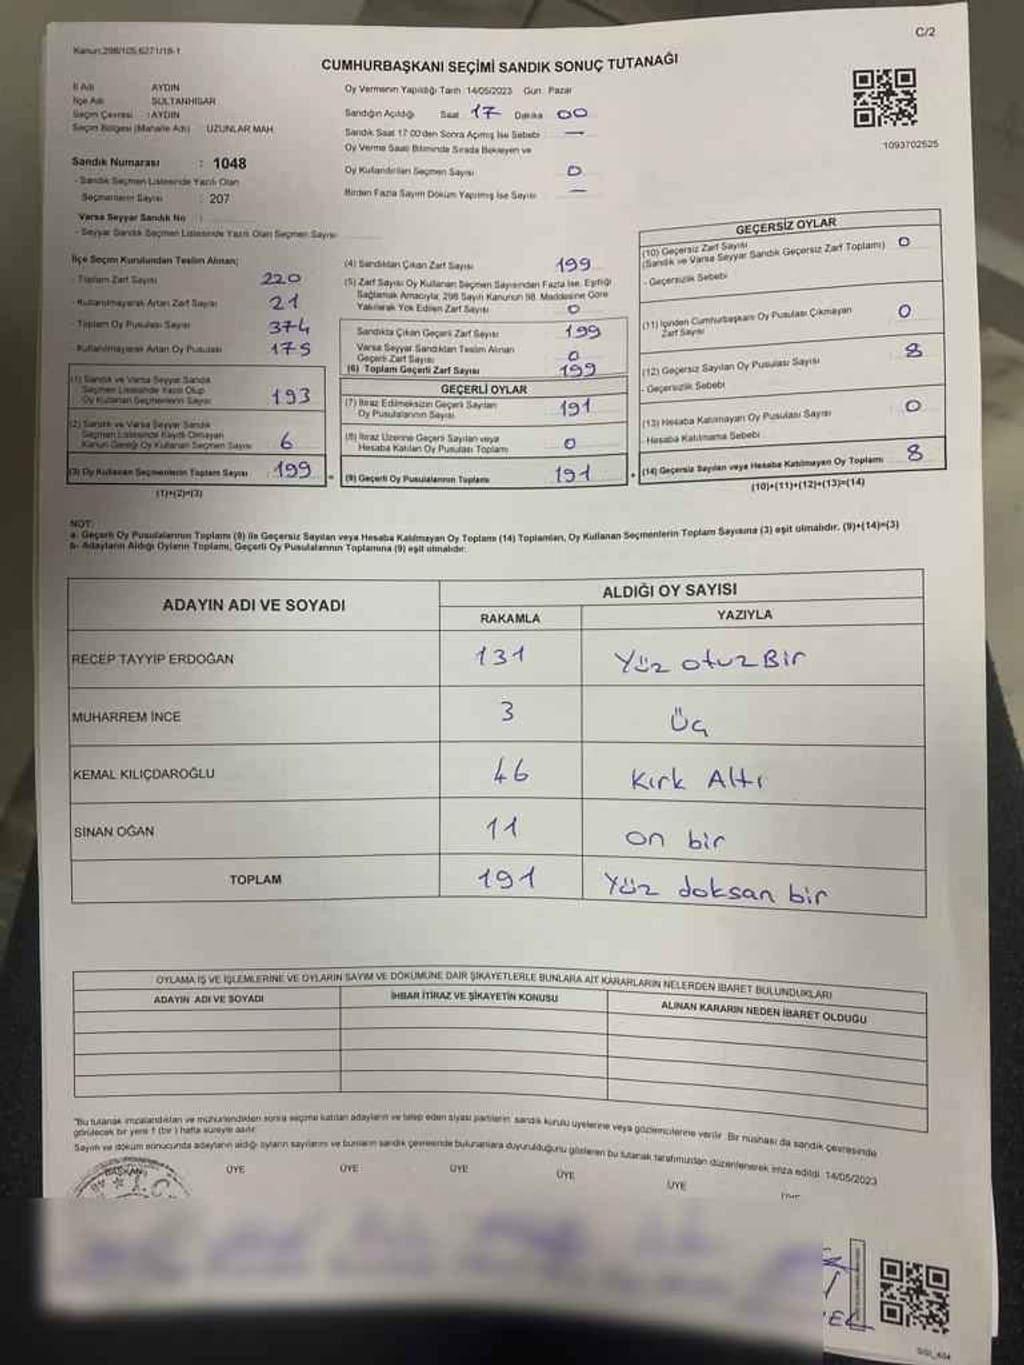 Kanun:298/105,6271/18-1
C/2
CUMHURBAŞKANI SEÇİMİ SANDIK SONUÇ TUTANAĞI
İl Adı AYDIN
İlçe Adı SULTANHİSAR
Seçim Çevresi : AYDIN
Seçim Bölgesi (Mahalle Adı) UZUNLAR MAH.
Oy Vermenin Yapıldığı Tarih 14/05/2023 Gün: Pazar
Sandığın Açıldığı Saat 17 Dakika 00
Sandık Saat 17:00'den Sonra Açılmış İse Sebebi —
Oy Verme Saati Bitiminde Sırada Bekleyen ve
Oy Kullandırılan Seçmen Sayısı 0
Birden Fazla Sayım Döküm Yapılmış İse Sayısı —
1093702525
Sandık Numarası : 1048
- Sandık Seçmen Listesinde Yazılı Olan
Seçmenlerin Sayısı : 207
Varsa Seyyar Sandık No :
- Seyyar Sandık Seçmen Listesinde Yazılı Olan Seçmen Sayısı
İlçe Seçim Kurulundan Teslim Alınan;
- Toplam Zarf Sayısı 220
- Kullanılmayarak Artan Zarf Sayısı 21
- Toplam Oy Pusulası Sayısı 374
- Kullanılmayarak Artan Oy Pusulası 175
(1) Sandık ve Varsa Seyyar Sandık
Seçmen Listesinde Yazılı Olup
Oy Kullanan Seçmenlerin Sayısı 193
(2) Sandık ve Varsa Seyyar Sandık
Seçmen Listesinde Kayıtlı Olmayan
Kanun Gereği Oy Kullanan Seçmen Sayısı 6
(3) Oy Kullanan Seçmenlerin Toplam Sayısı 199
(1)+(2)=(3)
(4) Sandıktan Çıkan Zarf Sayısı 199
(5) Zarf Sayısı Oy Kullanan Seçmen Sayısından Fazla İse, Eşitliği
Sağlamak Amacıyla, 298 Sayılı Kanunun 98. Maddesine Göre
Yakılarak Yok Edilen Zarf Sayısı 0
Sandıkta Çıkan Geçerli Zarf Sayısı 199
Varsa Seyyar Sandıktan Teslim Alınan
Geçerli Zarf Sayısı 0
(6) Toplam Geçerli Zarf Sayısı 199
GEÇERLİ OYLAR
(7) İtiraz Edilmeksizin Geçerli Sayılan
Oy Pusulalarının Sayısı 191
(8) İtiraz Üzerine Geçerli Sayılan veya
Hesaba Katılan Oy Pusulası Toplamı 0
(9) Geçerli Oy Pusulalarının Toplamı 191
GEÇERSİZ OYLAR
(10) Geçersiz Zarf Sayısı
(Sandık ve Varsa Seyyar Sandık Geçersiz Zarf Toplamı) 0
- Geçersizlik Sebebi
(11) İçinden Cumhurbaşkanı Oy Pusulası Çıkmayan
Zarf Sayısı 0
(12) Geçersiz Sayılan Oy Pusulası Sayısı 8
- Geçersizlik Sebebi
(13) Hesaba Katılmayan Oy Pusulası Sayısı 0
- Hesaba Katılmama Sebebi
(14) Geçersiz Sayılan veya Hesaba Katılmayan Oy Toplamı 8
(10)+(11)+(12)+(13)=(14)
NOT:
a- Geçerli Oy Pusulalarının Toplamı (9) ile Geçersiz Sayılan veya Hesaba Katılmayan Oy Toplamı (14) Toplamları, Oy Kullanan Seçmenlerin Toplam Sayısına (3) eşit olmalıdır. (9)+(14)=(3)
b- Adayların Aldığı Oyların Toplamı, Geçerli Oy Pusulalarının Toplamına (9) eşit olmalıdır.
ADAYIN ADI VE SOYADI
ALDIĞI OY SAYISI
RAKAMLA YAZIYLA
RECEP TAYYİP ERDOĞAN 131 Yüz otuz Bir
MUHARREM İNCE 3 Üç
KEMAL KILIÇDAROĞLU 46 Kırk Altı
SİNAN OĞAN 11 on bir
TOPLAM 191 Yüz doksan bir
OYLAMA İŞ VE İŞLEMLERİNE VE OYLARIN SAYIM VE DÖKÜMÜNE DAİR ŞİKAYETLERLE BUNLARA AİT KARARLARIN NELERDEN İBARET BULUNDUKLARI
ADAYIN ADI VE SOYADI İHBAR İTİRAZ VE ŞİKAYETİN KONUSU ALINAN KARARIN NEDEN İBARET OLDUĞU
"Bu tutanak imzalandıktan ve mühürlendikten sonra seçime katılan adayların ve talep eden siyasi partilerin sandık kurulu üyelerine veya gözlemcilerine verilir. Bir nüshası da sandık çevresinde
görülecek bir yere 1 (bir) hafta süreyle asılır.
Sayım ve döküm sonucunda adayların aldığı oyların sayılarını ve bunların sandık çevresinde bulunanlara duyurulduğunu gösteren bu tutanak tarafımızdan düzenlenerek imza edildi. 14/05/2023
BAŞKAN ÜYE ÜYE ÜYE ÜYE ÜYE